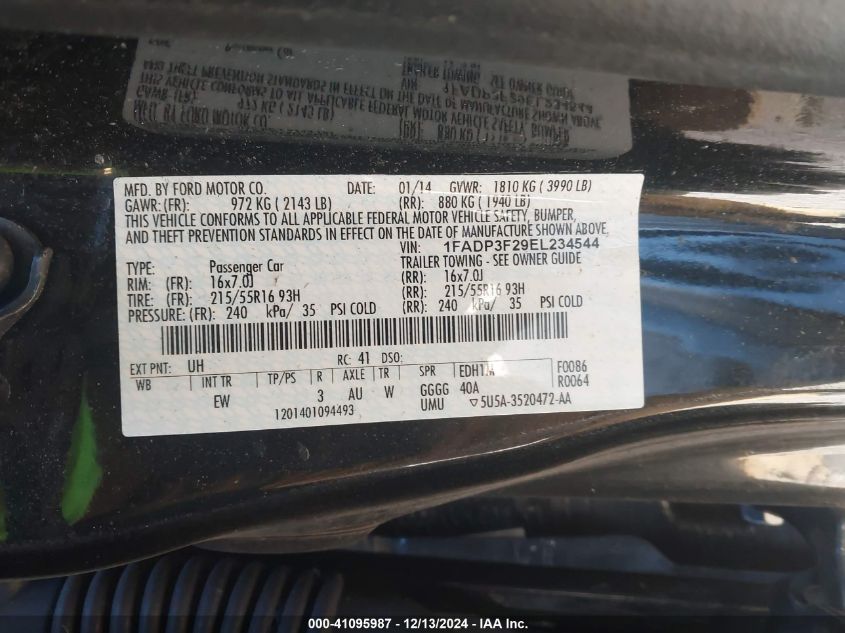 MFD. BY FORD MOTOR CO. DATE: 01/14 GVWR: 1810 KG ( 3990 LB)
GAWR: (FR): 972 KG ( 2143 LB) (RR): 880 KG ( 1940 LB)
THIS VEHICLE CONFORMS TO ALL APPLICABLE FEDERAL MOTOR VEHICLE SAFETY, BUMPER,
AND THEFT PREVENTION STANDARDS IN EFFECT ON THE DATE OF MANUFACTURE SHOWN ABOVE.
VIN: 1FADP3F29EL234544
TYPE: Passenger Car TRAILER TOWING - SEE OWNER GUIDE
RIM: (FR) 16x7.0J (RR): 16x7.0J
TIRE: (FR) 215/55R16 93H (RR): 215/55R16 93H
PRESSURE: (FR) 240 kPa/ 35 PSI COLD (RR): 240 kPa/ 35 PSI COLD
EXT PNT: UH RC: 41 DSO:
WB INT TR TP/PS R AXLE TR SPR F0086
EW 3 AU W GGGG 40A R0064
1201401094493 UMU ▽5U5A-3520472-AA
000-41095987 - 12/13/2024 - IAAI.COM